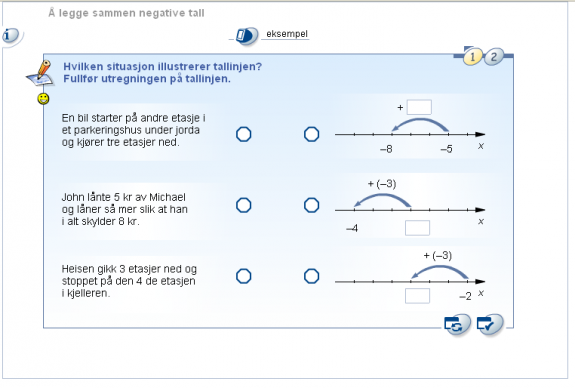 Å legge sammen negative tall
i
eksempel
Hvilken situasjon illustrerer tallinjen?
Fullfør utregningen på tallinjen.
1 2
En bil starter på andre etasje i
et parkeringshus under jorda
og kjører tre etasjer ned.
+
−8 −5 x
John lånte 5 kr av Michael
og låner så mer slik at han
i alt skylder 8 kr.
+ (−3)
−4 x
Heisen gikk 3 etasjer ned og
stoppet på den 4 de etasjen
i kjelleren.
+ (−3)
−2 x